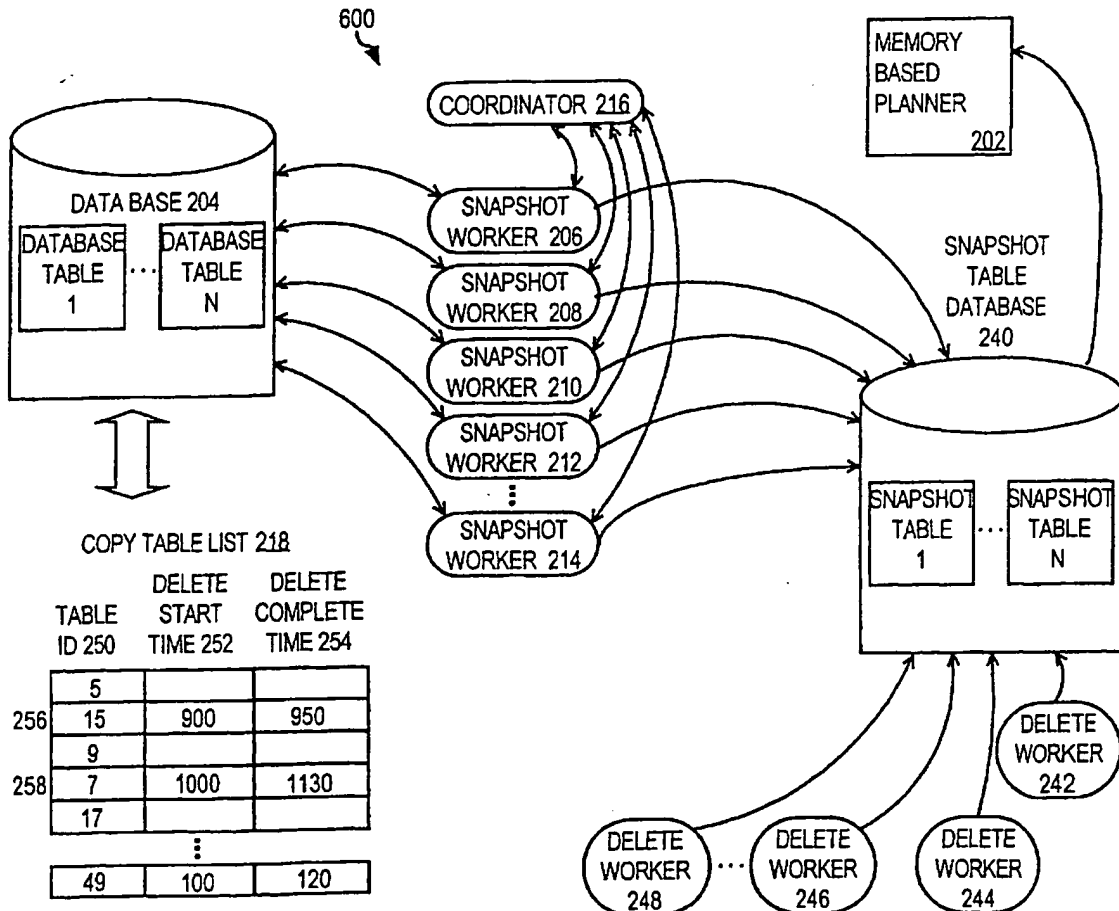 600
MEMORY
BASED
PLANNER
202
COORDINATOR 216
DATA BASE 204
DATABASE
TABLE
1
...
DATABASE
TABLE
N
SNAPSHOT
WORKER 206
SNAPSHOT
WORKER 208
SNAPSHOT
WORKER 210
SNAPSHOT
WORKER 212
SNAPSHOT
WORKER 214
SNAPSHOT
TABLE
DATABASE
240
SNAPSHOT
TABLE
1
...
SNAPSHOT
TABLE
N
COPY TABLE LIST 218
TABLE
ID 250
DELETE
START
TIME 252
DELETE
COMPLETE
TIME 254
5
256 15 900 950
9
258 7 1000 1130
17
49 100 120
DELETE
WORKER
242
DELETE
WORKER
248
...
DELETE
WORKER
246
DELETE
WORKER
244